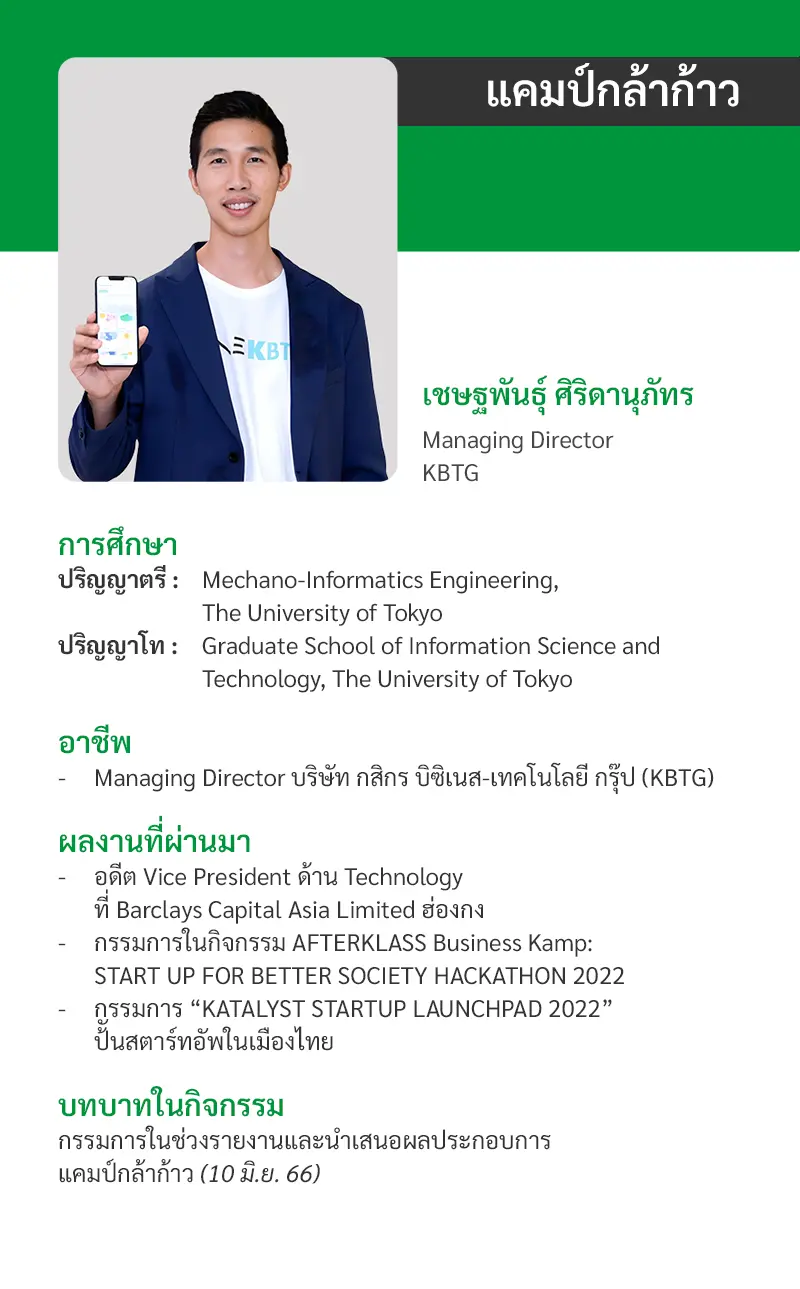 แคมป์กล้าก้าว
KBT
เชษฐพันธุ์ ศิริดานุภัทร
Managing Director
KBTG
การศึกษา
ปริญญาตรี : Mechano-Informatics Engineering,
The University of Tokyo
ปริญญาโท : Graduate School of Information Science and
Technology, The University of Tokyo
อาชีพ
- Managing Director บริษัท กสิกร บิซิเนส-เทคโนโลยี กรุ๊ป (KBTG)
ผลงานที่ผ่านมา
- อดีต Vice President ด้าน Technology
ที่ Barclays Capital Asia Limited ฮ่องกง
- กรรมการในกิจกรรม AFTERKLASS Business Kamp:
START UP FOR BETTER SOCIETY HACKATHON 2022
- กรรมการ “KATALYST STARTUP LAUNCHPAD 2022”
ปั้นสตาร์ทอัพในเมืองไทย
บทบาทในกิจกรรม
กรรมการในช่วงรายงานและนำเสนอผลประกอบการ
แคมป์กล้าก้าว (10 มิ.ย. 66)